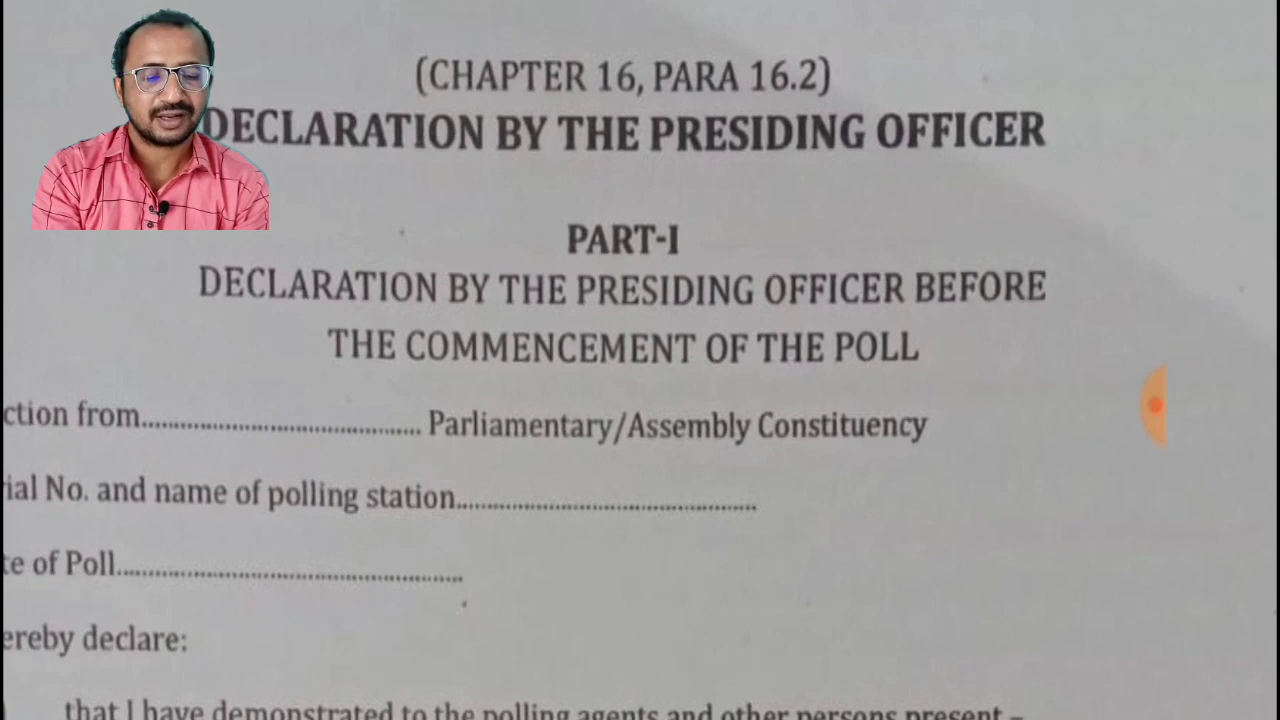 (CHAPTER 16, PARA 16.2)
DECLARATION BY THE PRESIDING OFFICER
PART-I
DECLARATION BY THE PRESIDING OFFICER BEFORE
THE COMMENCEMENT OF THE POLL
ction from............................................. Parliamentary/Assembly Constituency
ial No. and name of polling station.................................................
te of Poll.........................................................
ereby declare:
that I have demonstrated to the polling agents and other persons present –